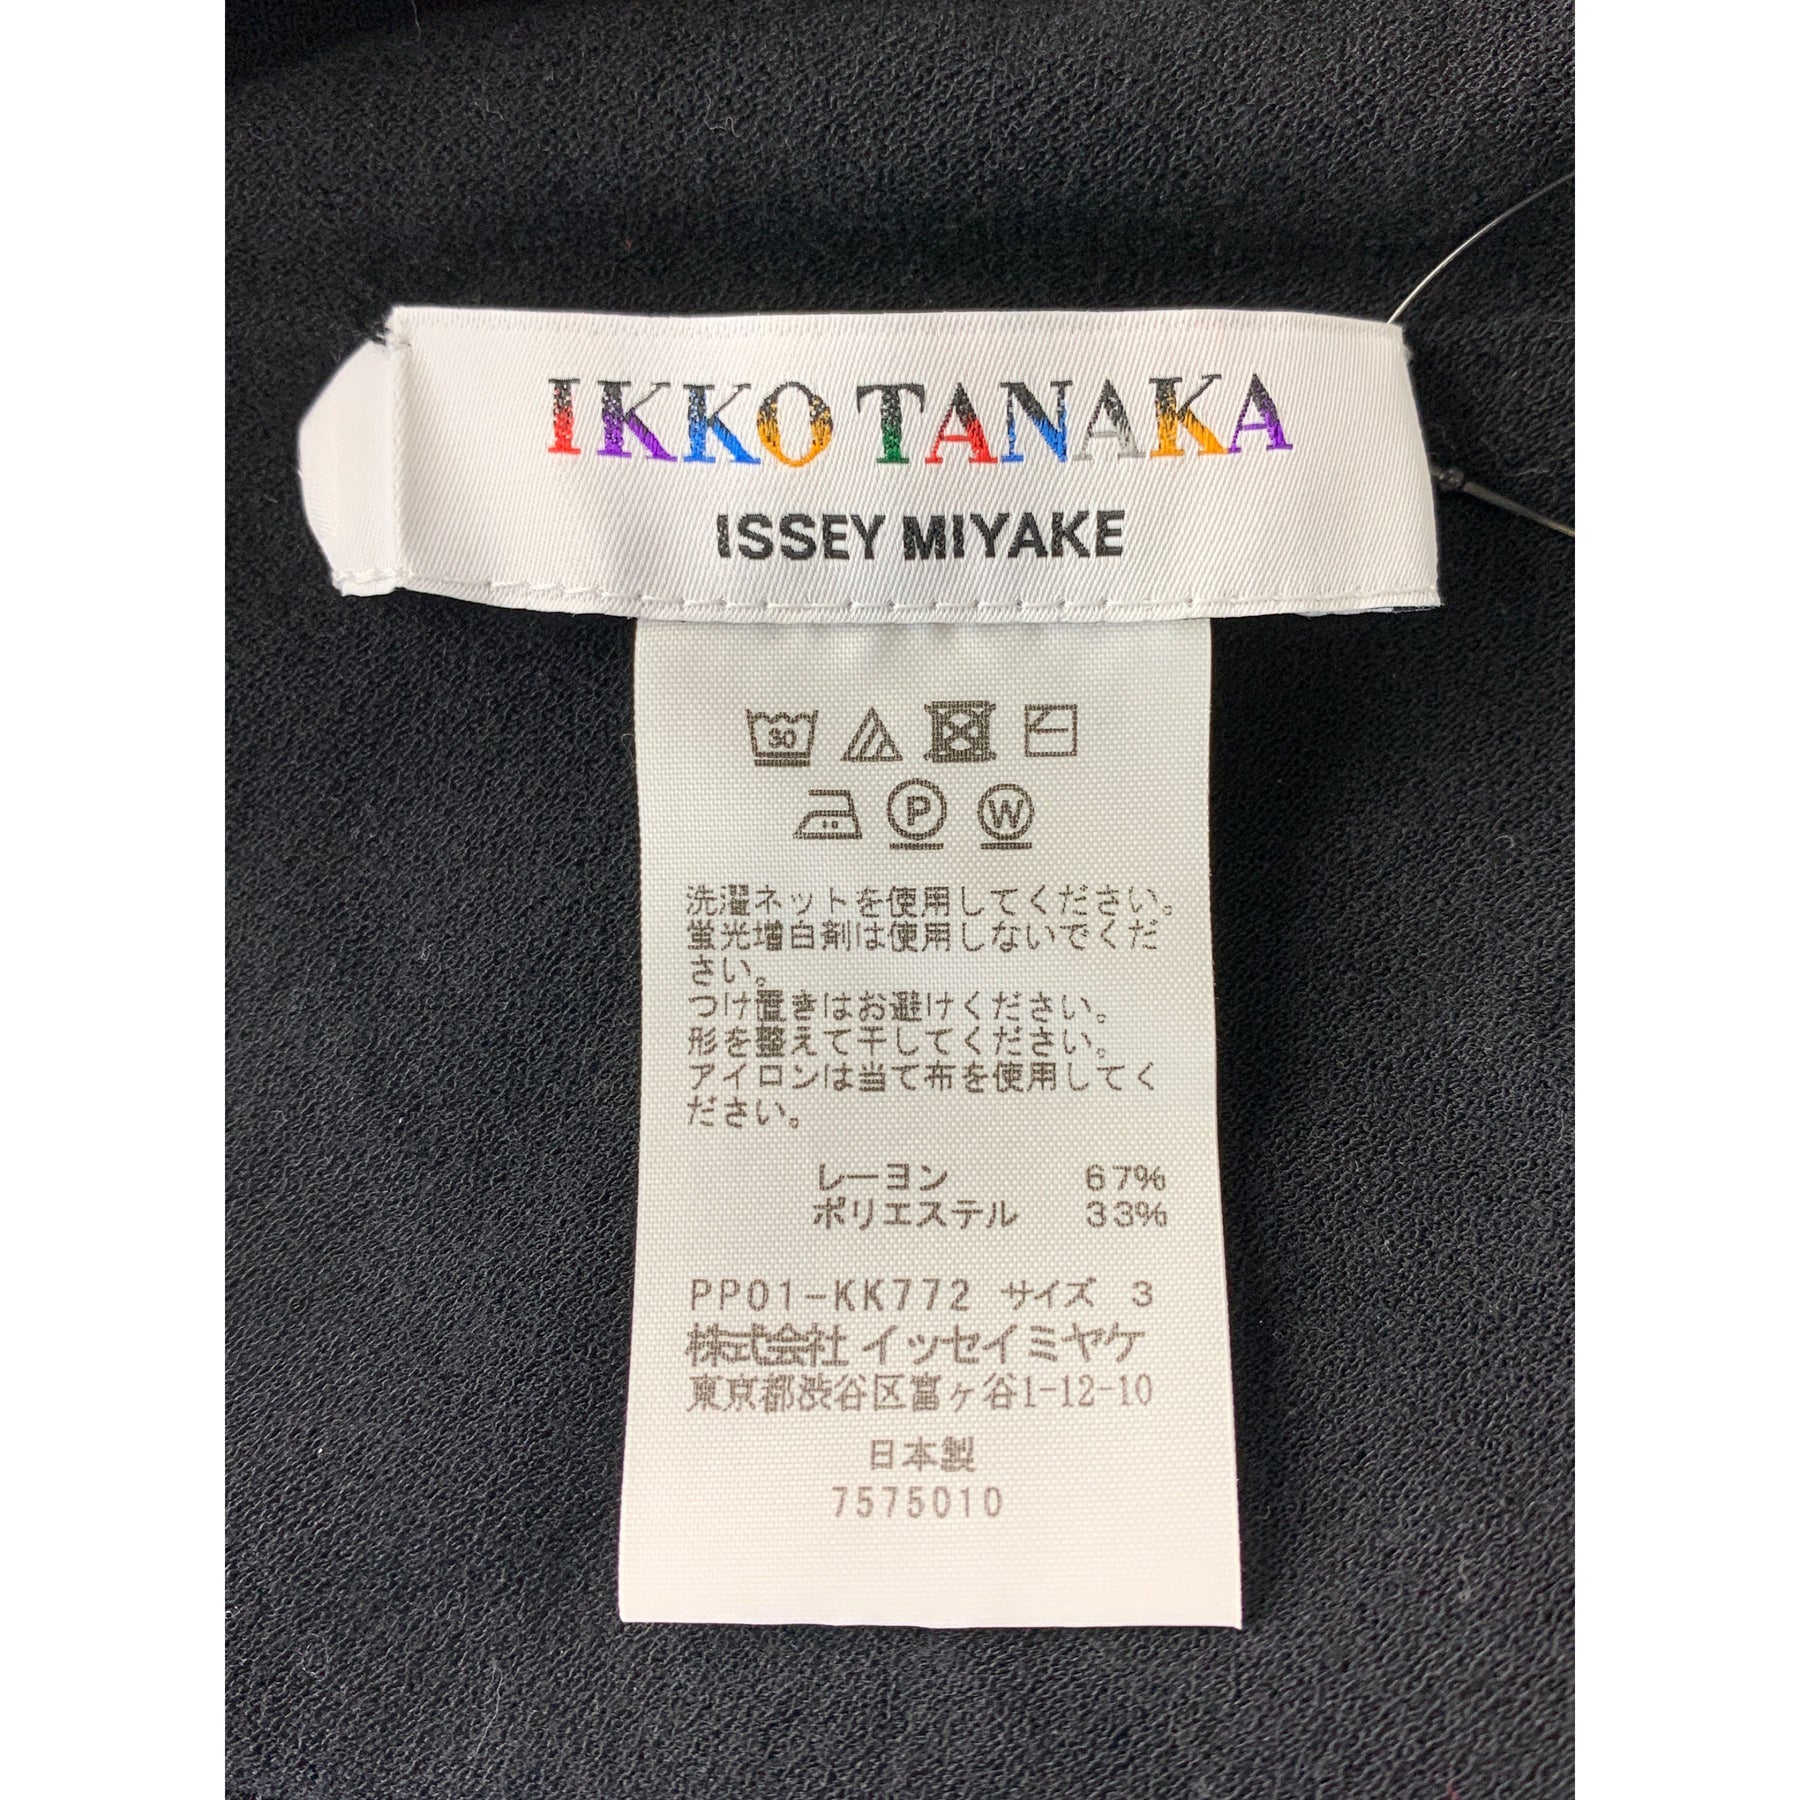 IKKO TANAKA
ISSEY MIYAKE
30
P W
洗濯ネットを使用してください。
蛍光増白剤は使用しないでくだ
さい。
つけ置きはお避けください。
形を整えて干してください。
アイロンは当て布を使用してく
ださい。
レーヨン 67%
ポリエステル 33%
PP01-KK772 サイズ 3
株式会社イッセイミヤケ
東京都渋谷区富ヶ谷1-12-10
日本製
7575010